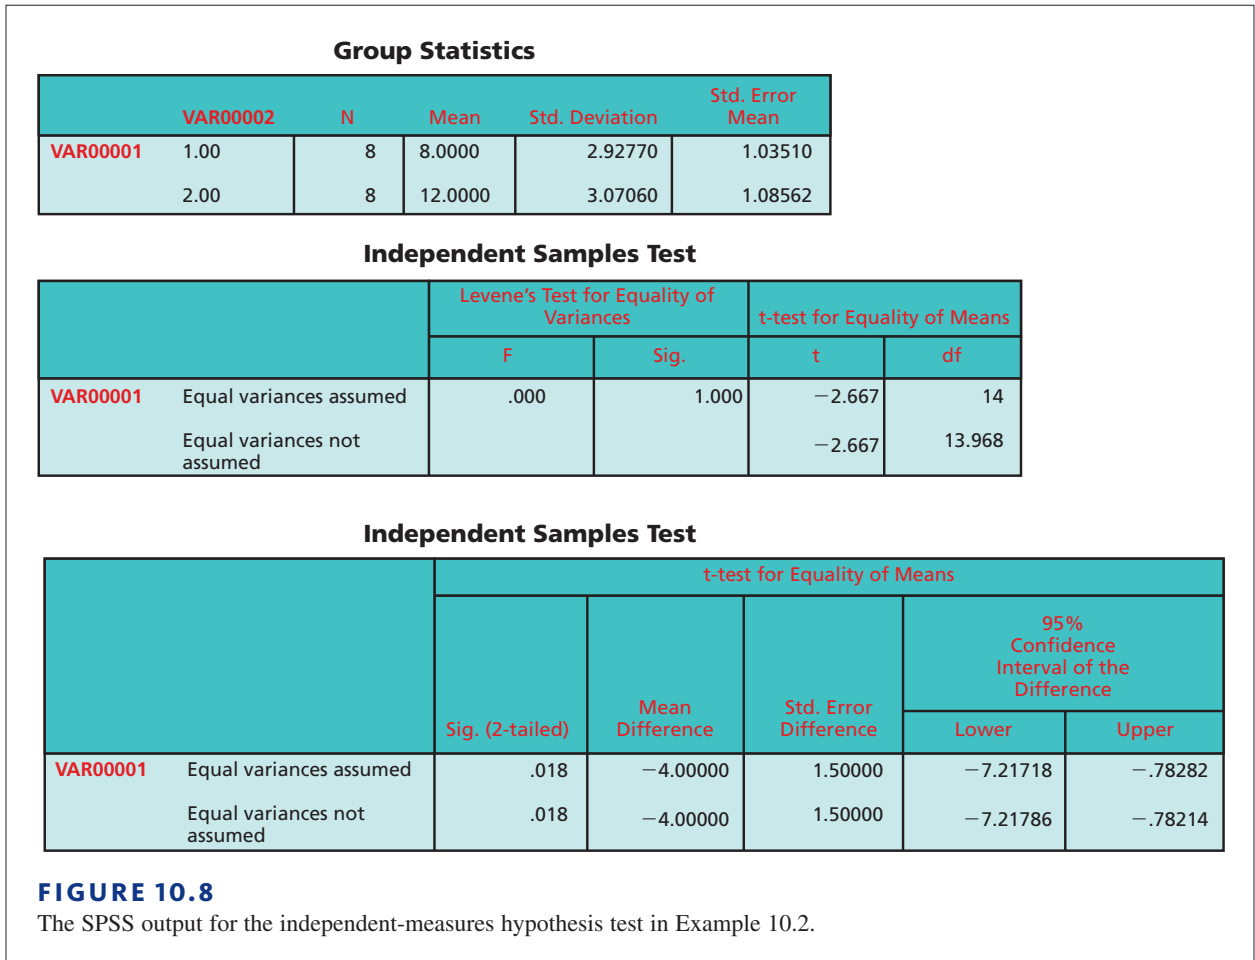 Group Statistics
VAR00002 N Mean Std. Deviation Std. Error Mean
VAR00001 1.00 8 8.0000 2.92770 1.03510
2.00 8 12.0000 3.07060 1.08562
Independent Samples Test
Levene's Test for Equality of Variances t-test for Equality of Means
F Sig. t df
VAR00001 Equal variances assumed .000 1.000 −2.667 14
Equal variances not assumed −2.667 13.968
Independent Samples Test
t-test for Equality of Means
95% Confidence Interval of the Difference
Sig. (2-tailed) Mean Difference Std. Error Difference Lower Upper
VAR00001 Equal variances assumed .018 −4.00000 1.50000 −7.21718 −.78282
Equal variances not assumed .018 −4.00000 1.50000 −7.21786 −.78214
FIGURE 10.8
The SPSS output for the independent-measures hypothesis test in Example 10.2.